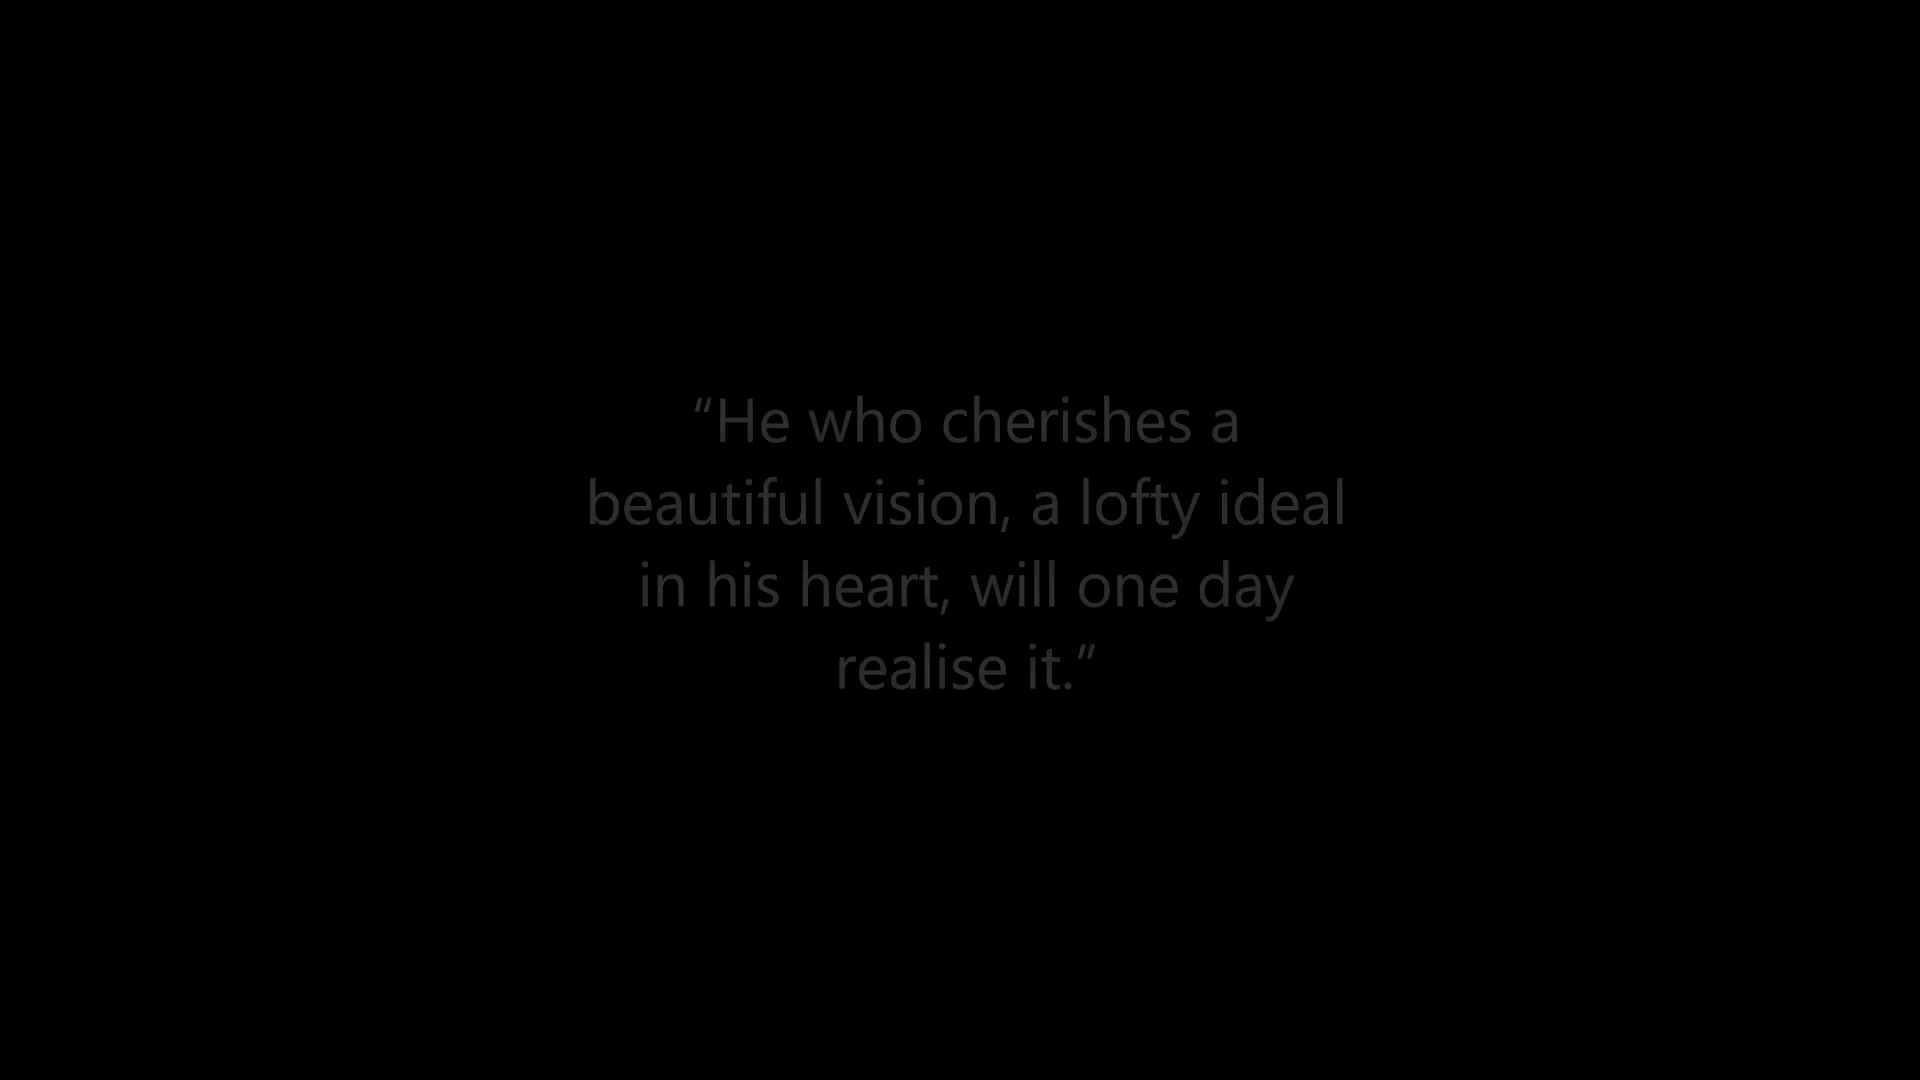 “He who cherishes a
beautiful vision, a lofty ideal
in his heart, will one day
realise it.”